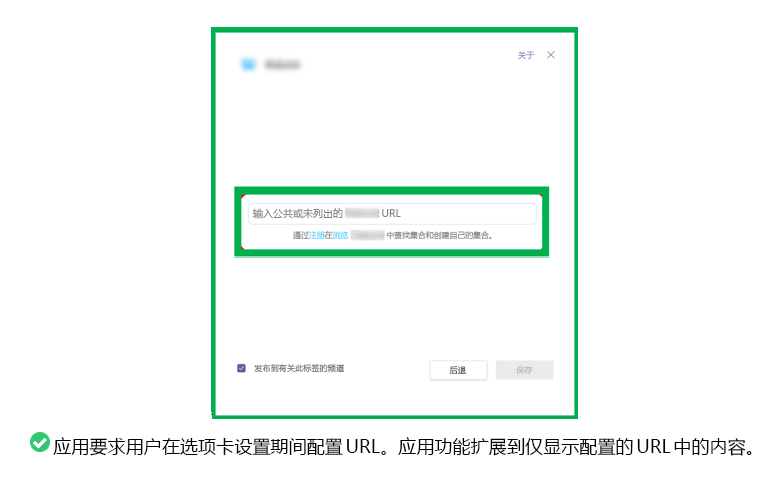 关于
输入公共或未列出的 URL
通过注册在浏览 中查找集合和创建自己的集合。
发布到有关此标签的频道
后退
保存
应用要求用户在选项卡设置期间配置 URL。应用功能扩展到仅显示配置的 URL 中的内容。